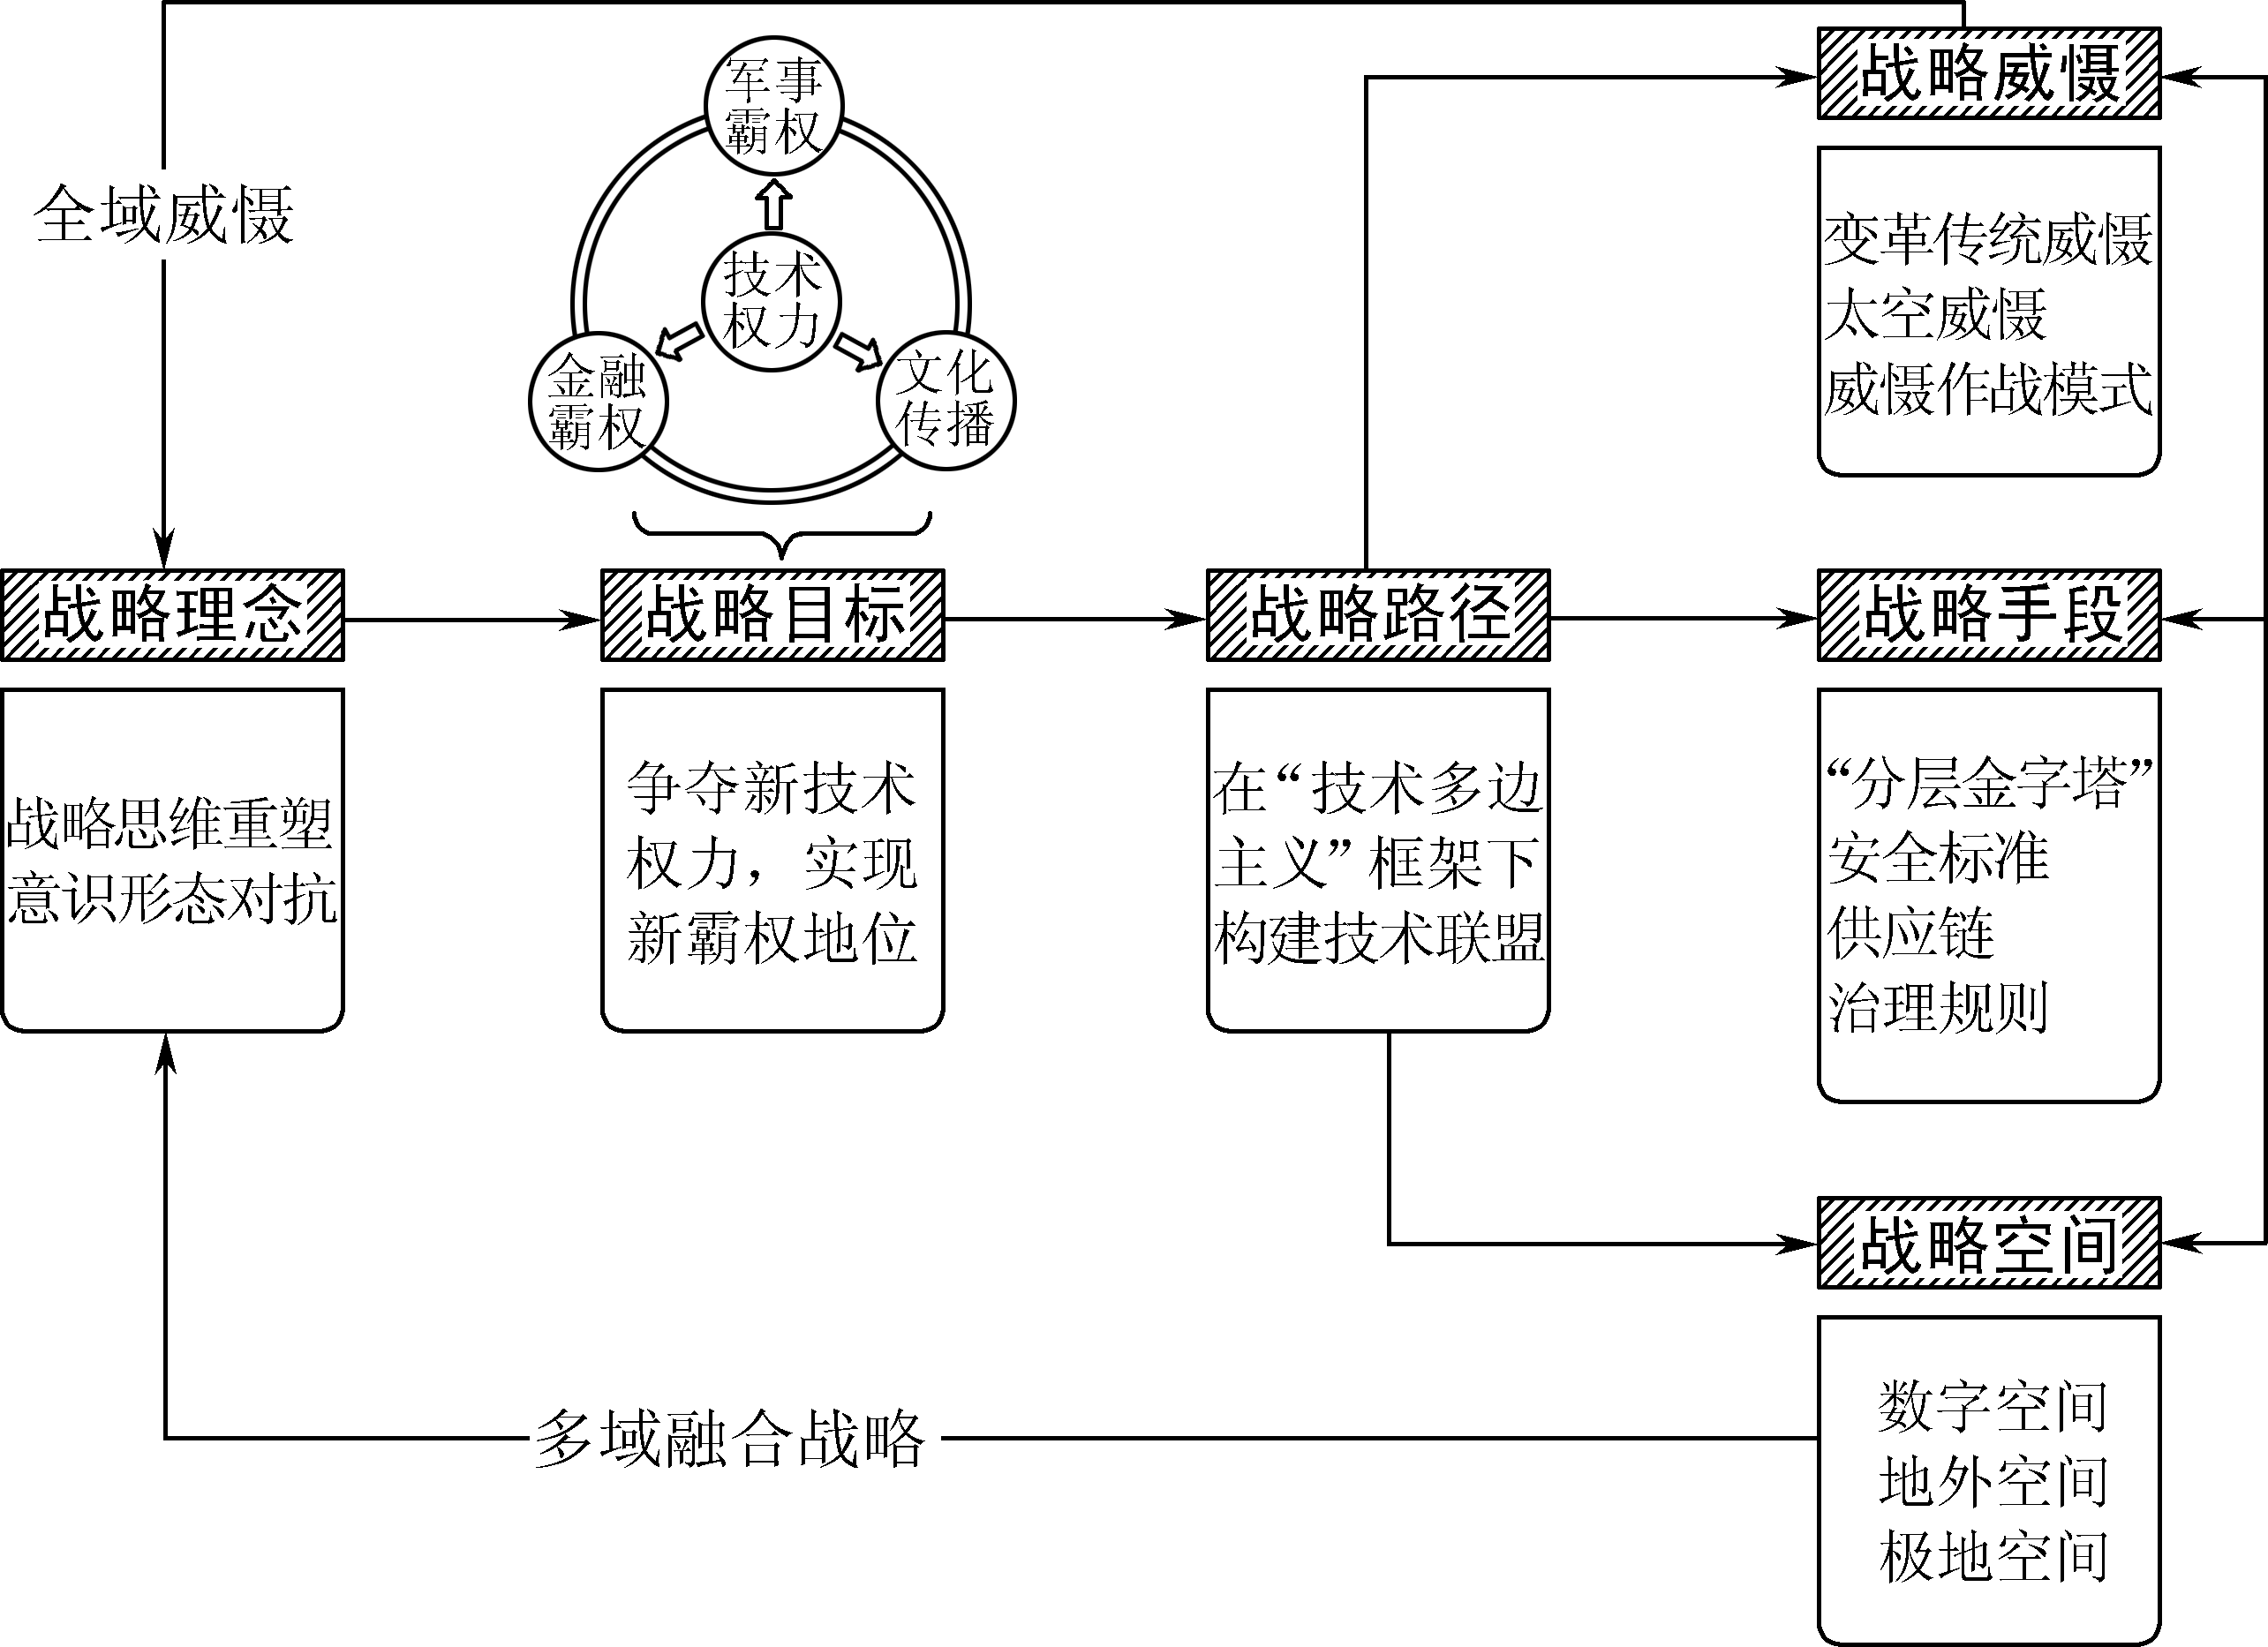 战略威慑
变革传统威慑
太空威慑
威慑作战模式
全域威慑
军事
霸权
技术
权力
金融
霸权
文化
传播
战略理念
战略目标
战略路径
战略手段
战略思维重塑
意识形态对抗
争夺新技术
权力，实现
新霸权地位
在“技术多边
主义”框架下
构建技术联盟
“分层金字塔”
安全标准
供应链
治理规则
战略空间
数字空间
地外空间
极地空间
多域融合战略